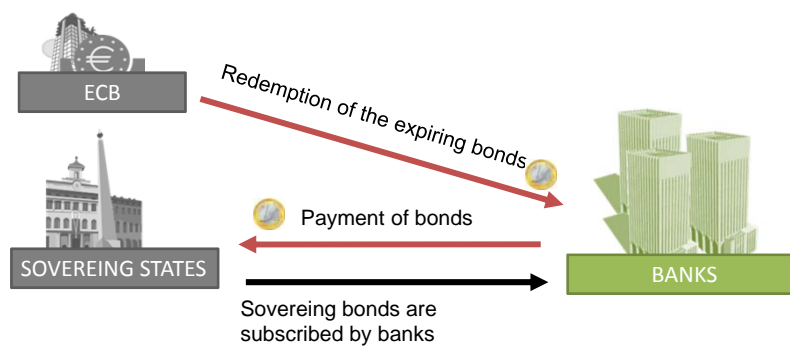 ECB
Redemption of the expiring bonds
Payment of bonds
SOVEREING STATES
BANKS
Sovereing bonds are
subscribed by banks